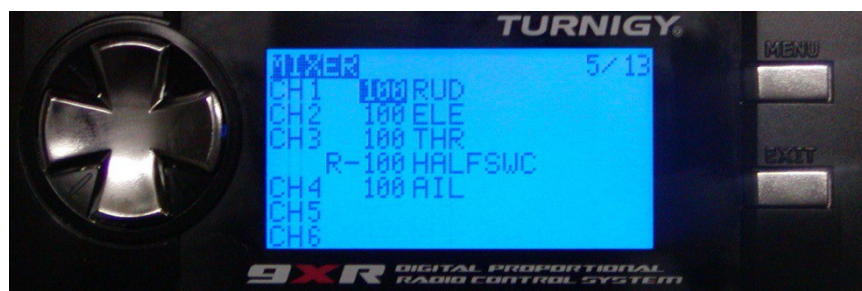 TURNIGY®
MIXER 5/13
CH1 100 RUD
CH2 100 ELE
CH3 100 THR
R-100 HALFSWC
CH4 100 AIL
CH5
CH6
MENU
EXIT
9XR DIGITAL PROPORTIONAL
RADIO CONTROL SYSTEM